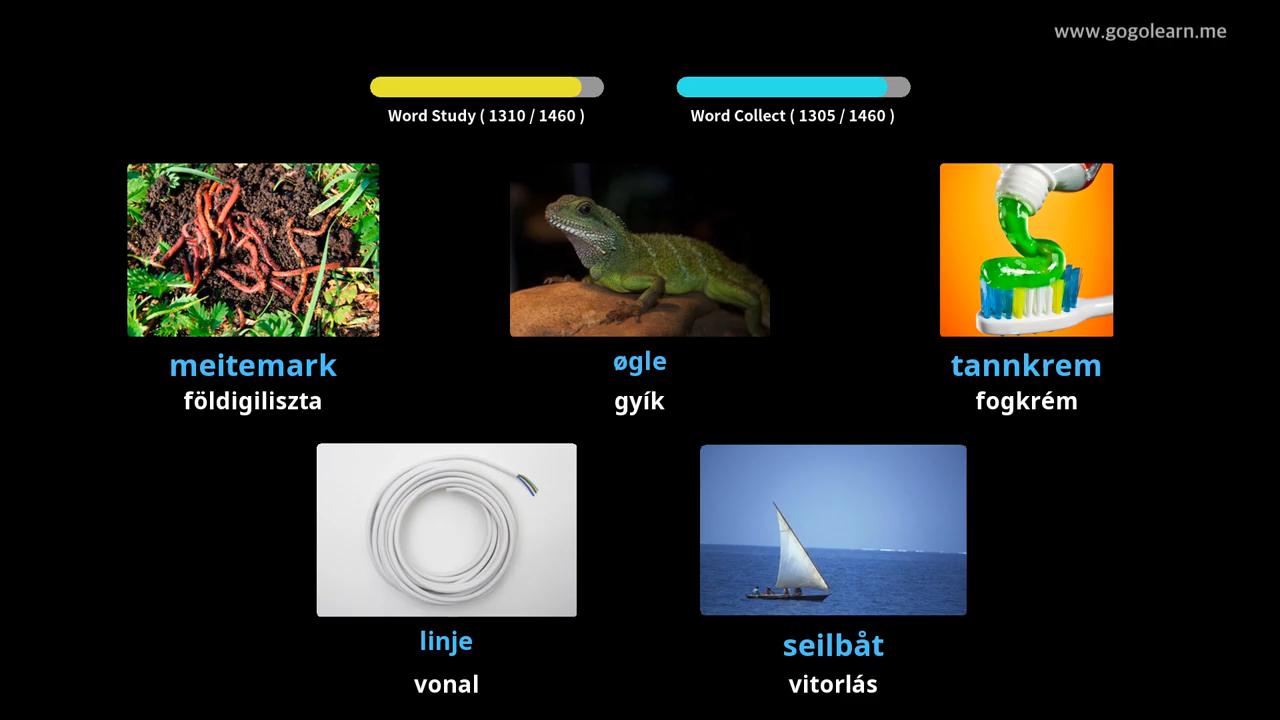 www.gogolearn.me
Word Study ( 1310 / 1460 )
Word Collect ( 1305 / 1460 )
meitemark
földigiliszta
øgle
gyík
tannkrem
fogkrém
linje
vonal
seilbåt
vitorlás